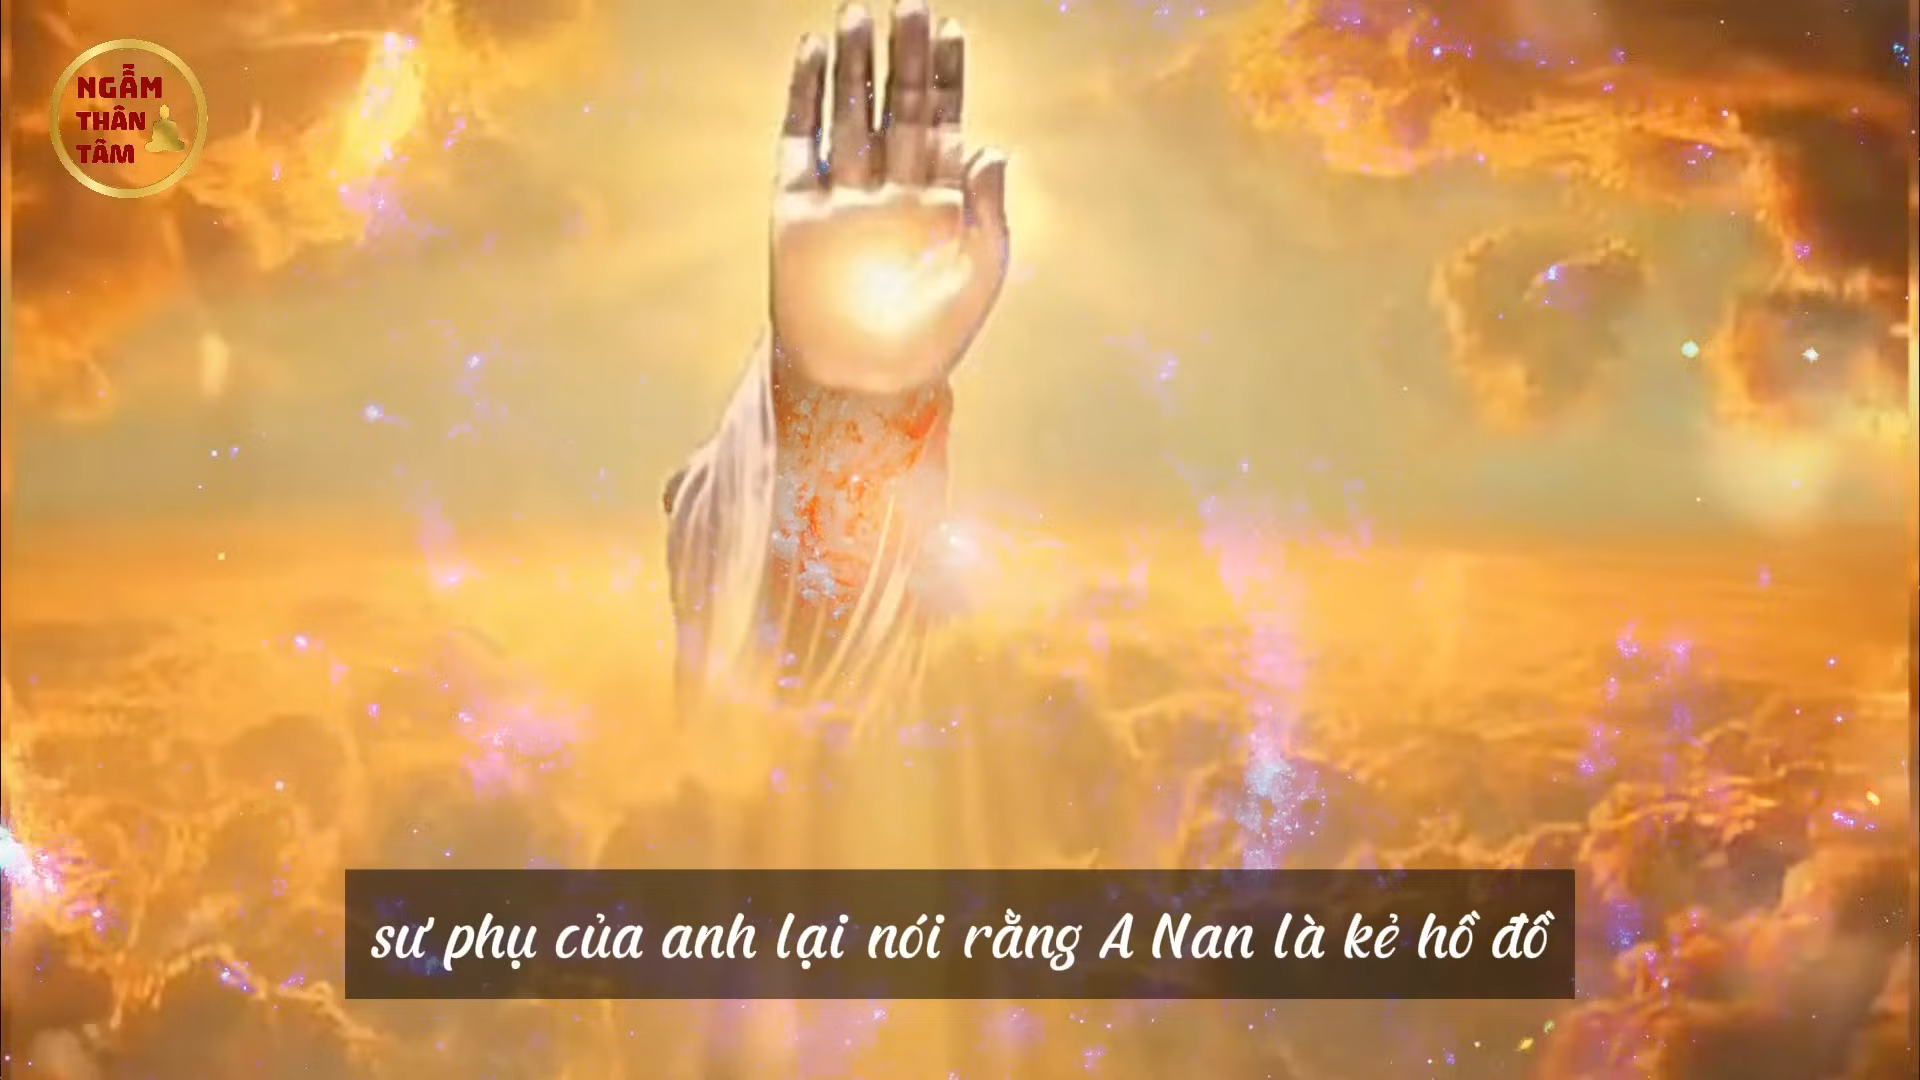 NGẪM
THÂN
TÂM
sư phụ của anh lại nói rằng A Nan là kẻ hồ đồ